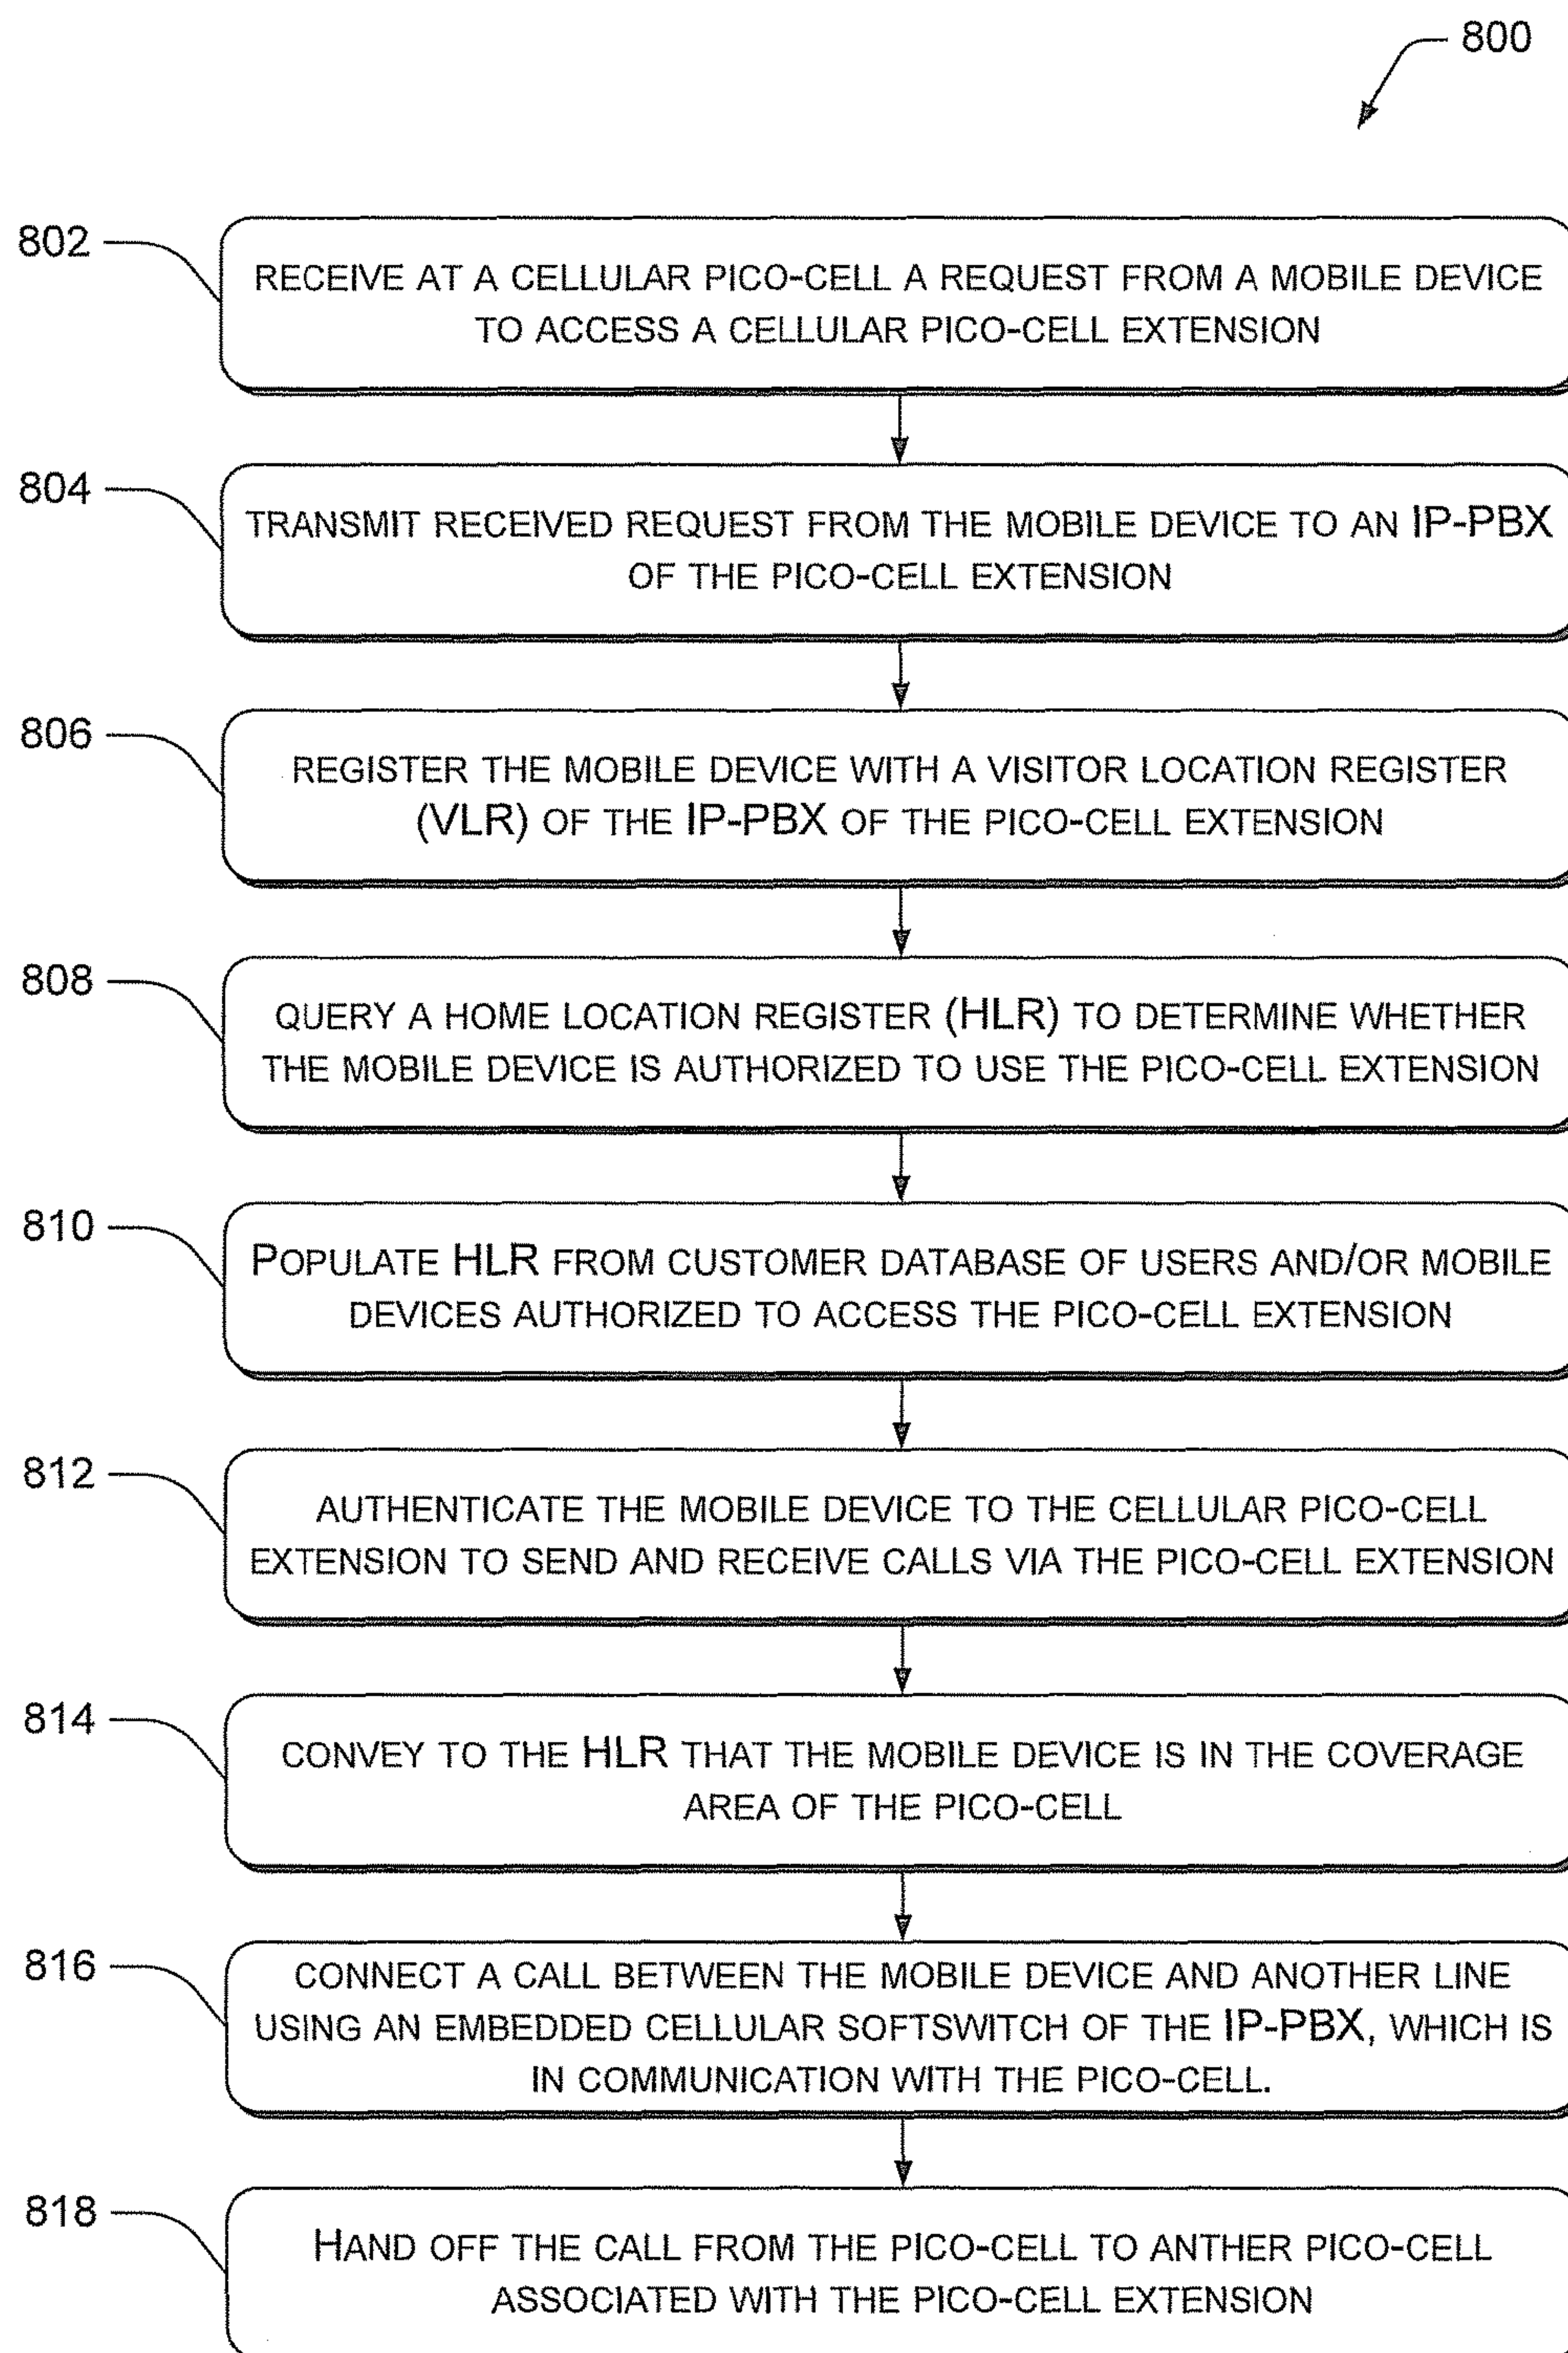 800
802
RECEIVE AT A CELLULAR PICO-CELL A REQUEST FROM A MOBILE DEVICE
TO ACCESS A CELLULAR PICO-CELL EXTENSION
804
TRANSMIT RECEIVED REQUEST FROM THE MOBILE DEVICE TO AN IP-PBX
OF THE PICO-CELL EXTENSION
806
REGISTER THE MOBILE DEVICE WITH A VISITOR LOCATION REGISTER
(VLR) OF THE IP-PBX OF THE PICO-CELL EXTENSION
808
QUERY A HOME LOCATION REGISTER (HLR) TO DETERMINE WHETHER
THE MOBILE DEVICE IS AUTHORIZED TO USE THE PICO-CELL EXTENSION
810
POPULATE HLR FROM CUSTOMER DATABASE OF USERS AND/OR MOBILE
DEVICES AUTHORIZED TO ACCESS THE PICO-CELL EXTENSION
812
AUTHENTICATE THE MOBILE DEVICE TO THE CELLULAR PICO-CELL
EXTENSION TO SEND AND RECEIVE CALLS VIA THE PICO-CELL EXTENSION
814
CONVEY TO THE HLR THAT THE MOBILE DEVICE IS IN THE COVERAGE
AREA OF THE PICO-CELL
816
CONNECT A CALL BETWEEN THE MOBILE DEVICE AND ANOTHER LINE
USING AN EMBEDDED CELLULAR SOFTSWITCH OF THE IP-PBX, WHICH IS
IN COMMUNICATION WITH THE PICO-CELL.
818
HAND OFF THE CALL FROM THE PICO-CELL TO ANTHER PICO-CELL
ASSOCIATED WITH THE PICO-CELL EXTENSION